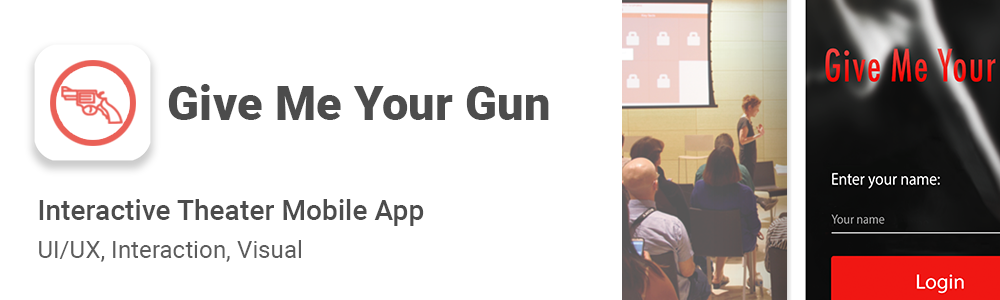 Give Me Your Gun
Interactive Theater Mobile App
UI/UX, Interaction, Visual
Give Me Your
Enter your name:
Your name
Login